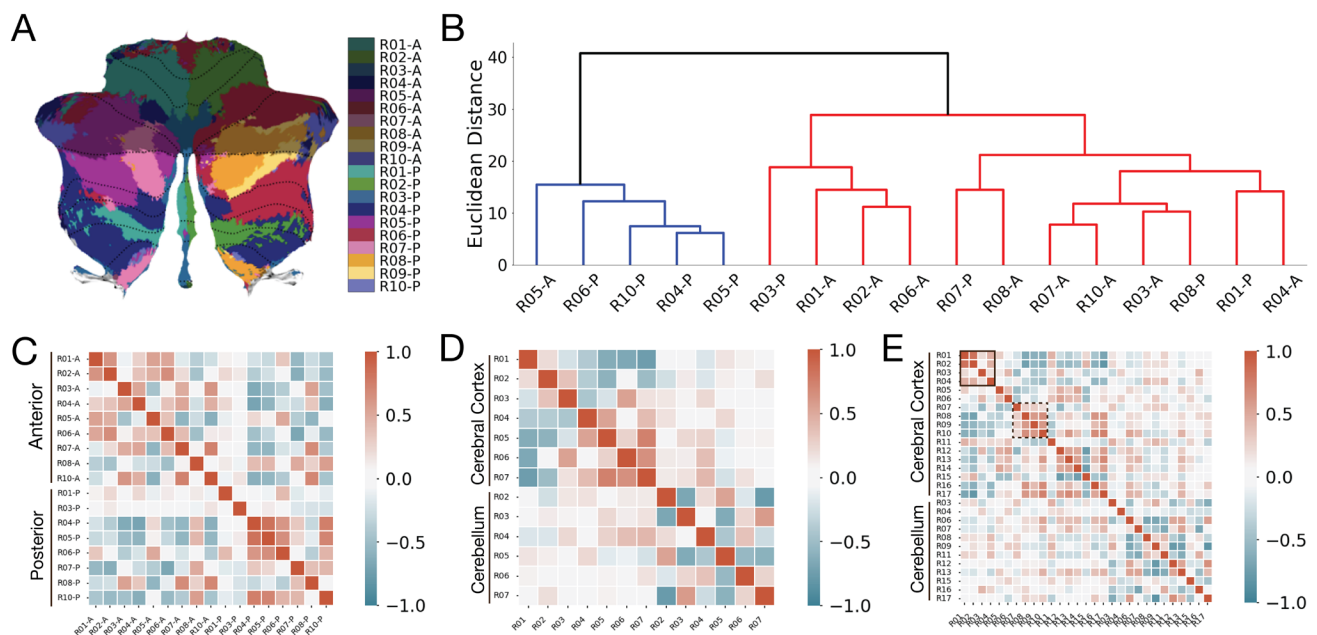 A
R01-A
R02-A
R03-A
R04-A
R05-A
R06-A
R07-A
R08-A
R09-A
R10-A
R01-P
R02-P
R03-P
R04-P
R05-P
R06-P
R07-P
R08-P
R09-P
R10-P
B
Euclidean Distance
40
30
20
10
0
R05-A R06-P R10-P R04-P R05-P R03-P R01-A R02-A R06-A R07-P R08-A R07-A R10-A R03-A R08-P R01-P R04-A
C
Anterior
Posterior
R01-A
R02-A
R03-A
R04-A
R05-A
R06-A
R07-A
R08-A
R10-A
R01-P
R03-P
R04-P
R05-P
R06-P
R07-P
R08-P
R10-P
R01-A R02-A R03-A R04-A R05-A R06-A R07-A R08-A R10-A R01-P R03-P R04-P R05-P R06-P R07-P R08-P R10-P
1.0
0.5
0.0
−0.5
−1.0
D
Cerebral Cortex
Cerebellum
R01
R02
R03
R04
R05
R06
R07
R02
R03
R04
R05
R06
R07
R01 R02 R03 R04 R05 R06 R07 R02 R03 R04 R05 R06 R07
1.0
0.5
0.0
−0.5
−1.0
E
Cerebral Cortex
Cerebellum
R01
R02
R03
R04
R05
R06
R07
R08
R09
R10
R11
R12
R13
R14
R15
R16
R17
R03
R04
R06
R07
R08
R09
R11
R12
R13
R15
R16
R17
1.0
0.5
0.0
−0.5
−1.0